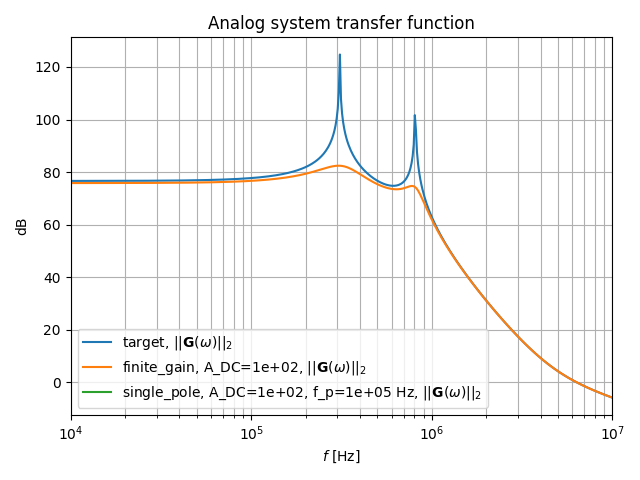 Analog system transfer function
dB
120
100
80
60
40
20
0
target, ||G(ω)||₂
finite_gain, A_DC=1e+02, ||G(ω)||₂
single_pole, A_DC=1e+02, f_p=1e+05 Hz, ||G(ω)||₂
10⁴ 10⁵ 10⁶ 10⁷
f [Hz]